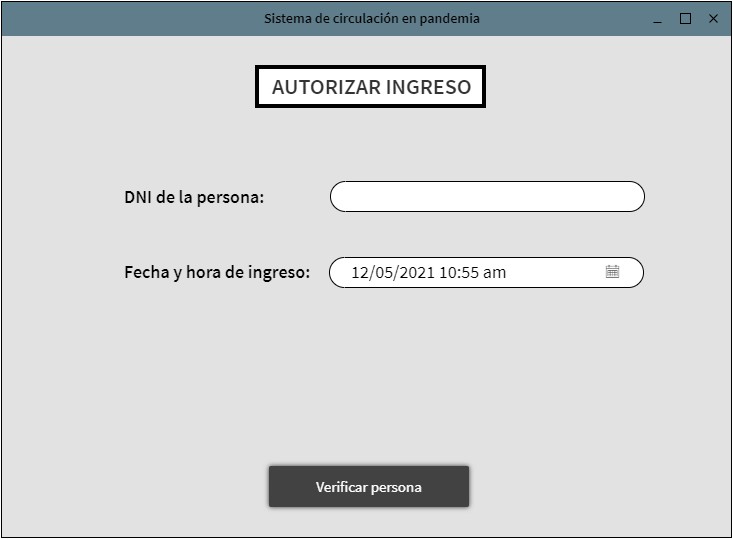 Sistema de circulación en pandemia
AUTORIZAR INGRESO
DNI de la persona:
Fecha y hora de ingreso: 12/05/2021 10:55 am
Verificar persona